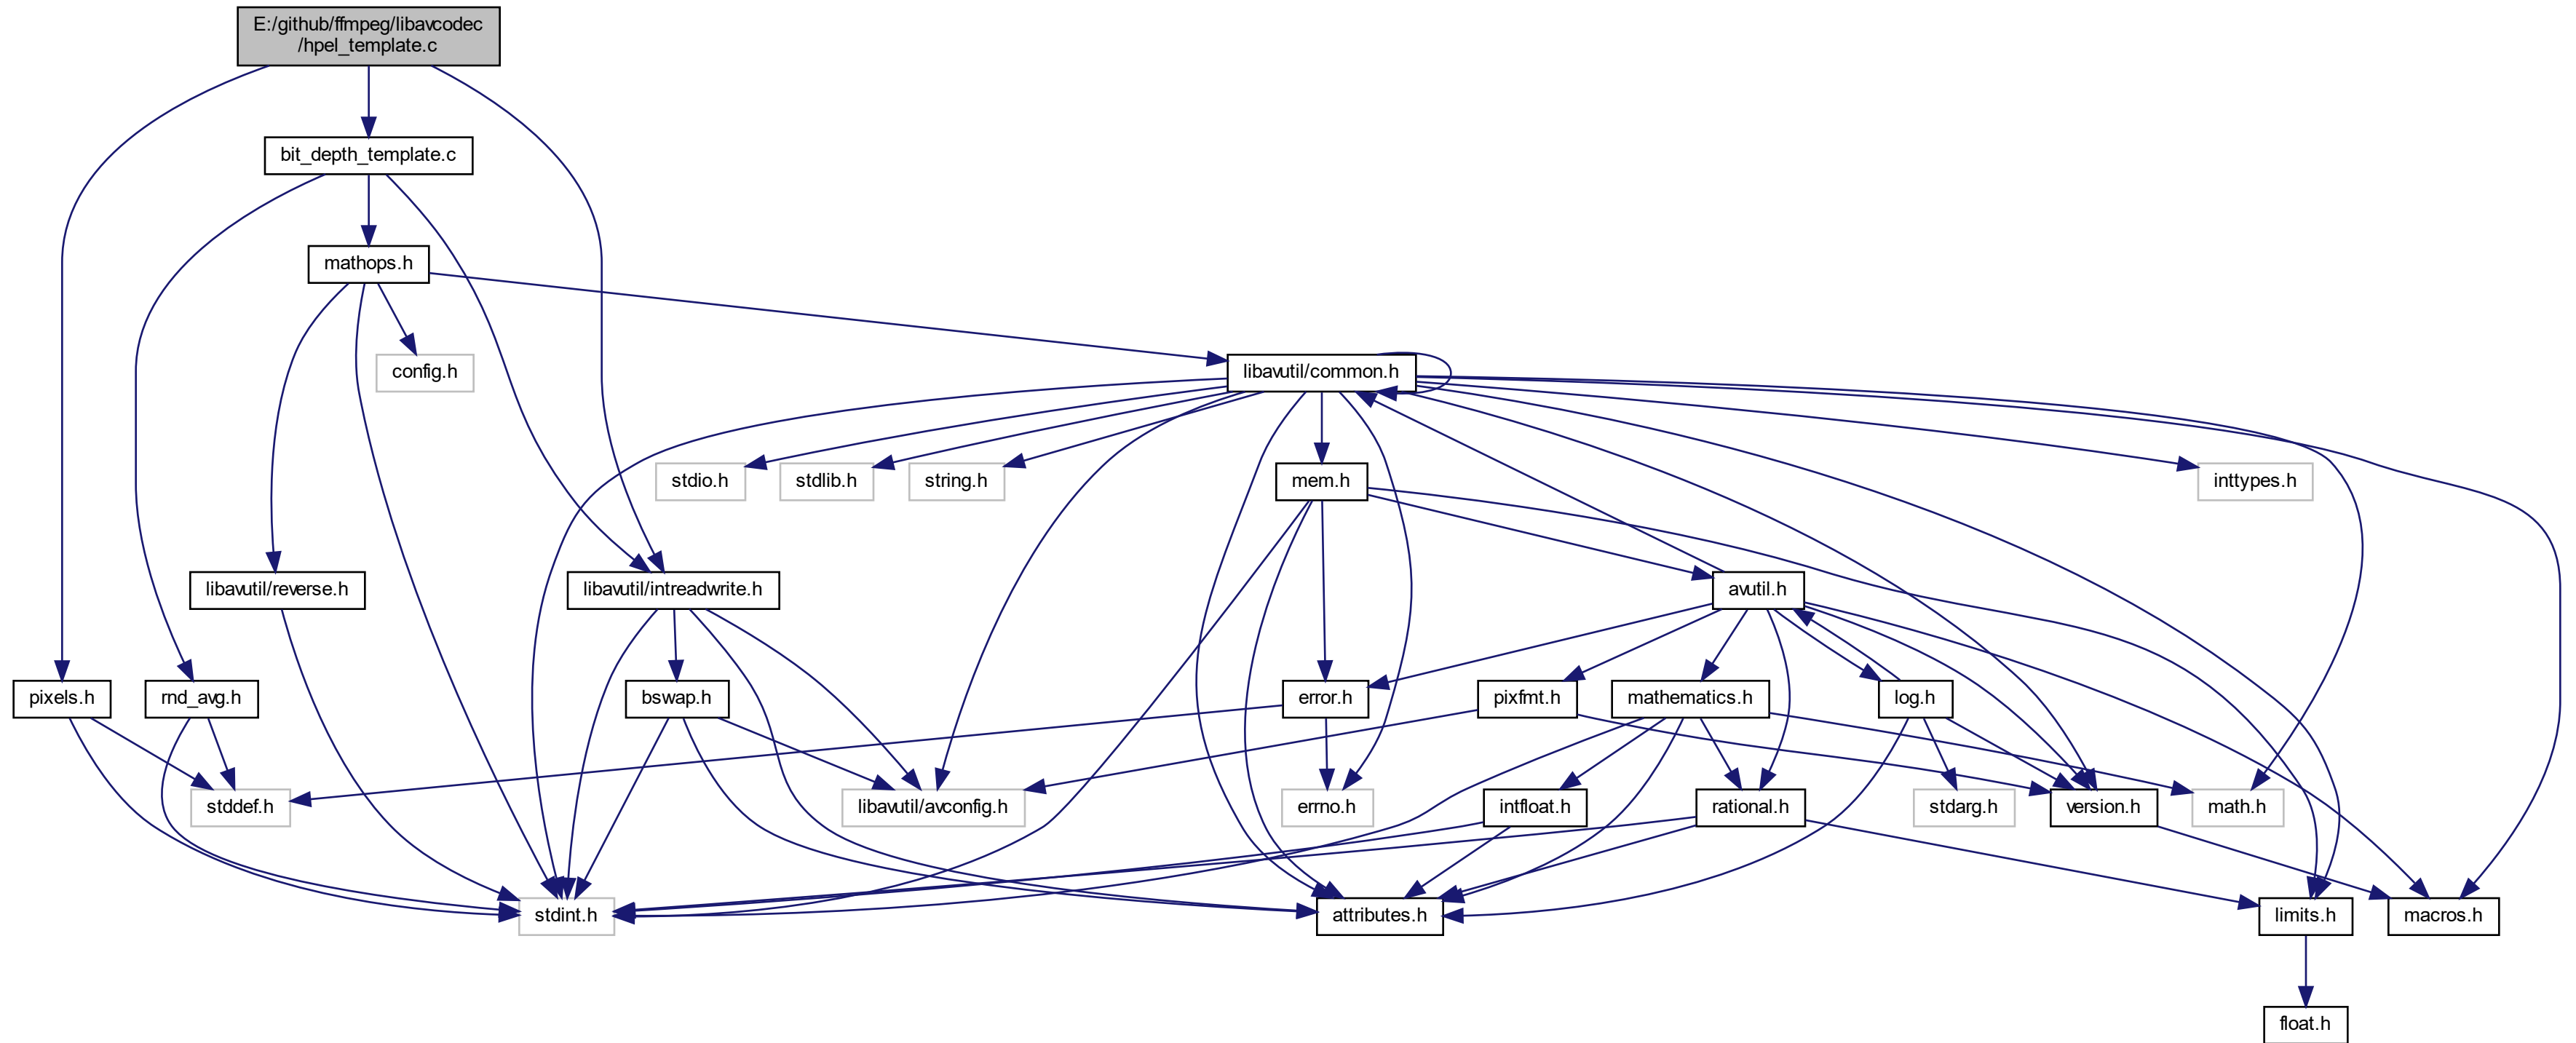 E:/github/ffmpeg/libavcodec
/hpel_template.c
bit_depth_template.c
mathops.h
config.h
libavutil/common.h
stdio.h
stdlib.h
string.h
mem.h
inttypes.h
libavutil/reverse.h
libavutil/intreadwrite.h
avutil.h
pixels.h
rnd_avg.h
bswap.h
error.h
pixfmt.h
mathematics.h
log.h
stddef.h
libavutil/avconfig.h
errno.h
intfloat.h
rational.h
stdarg.h
version.h
math.h
stdint.h
attributes.h
limits.h
macros.h
float.h